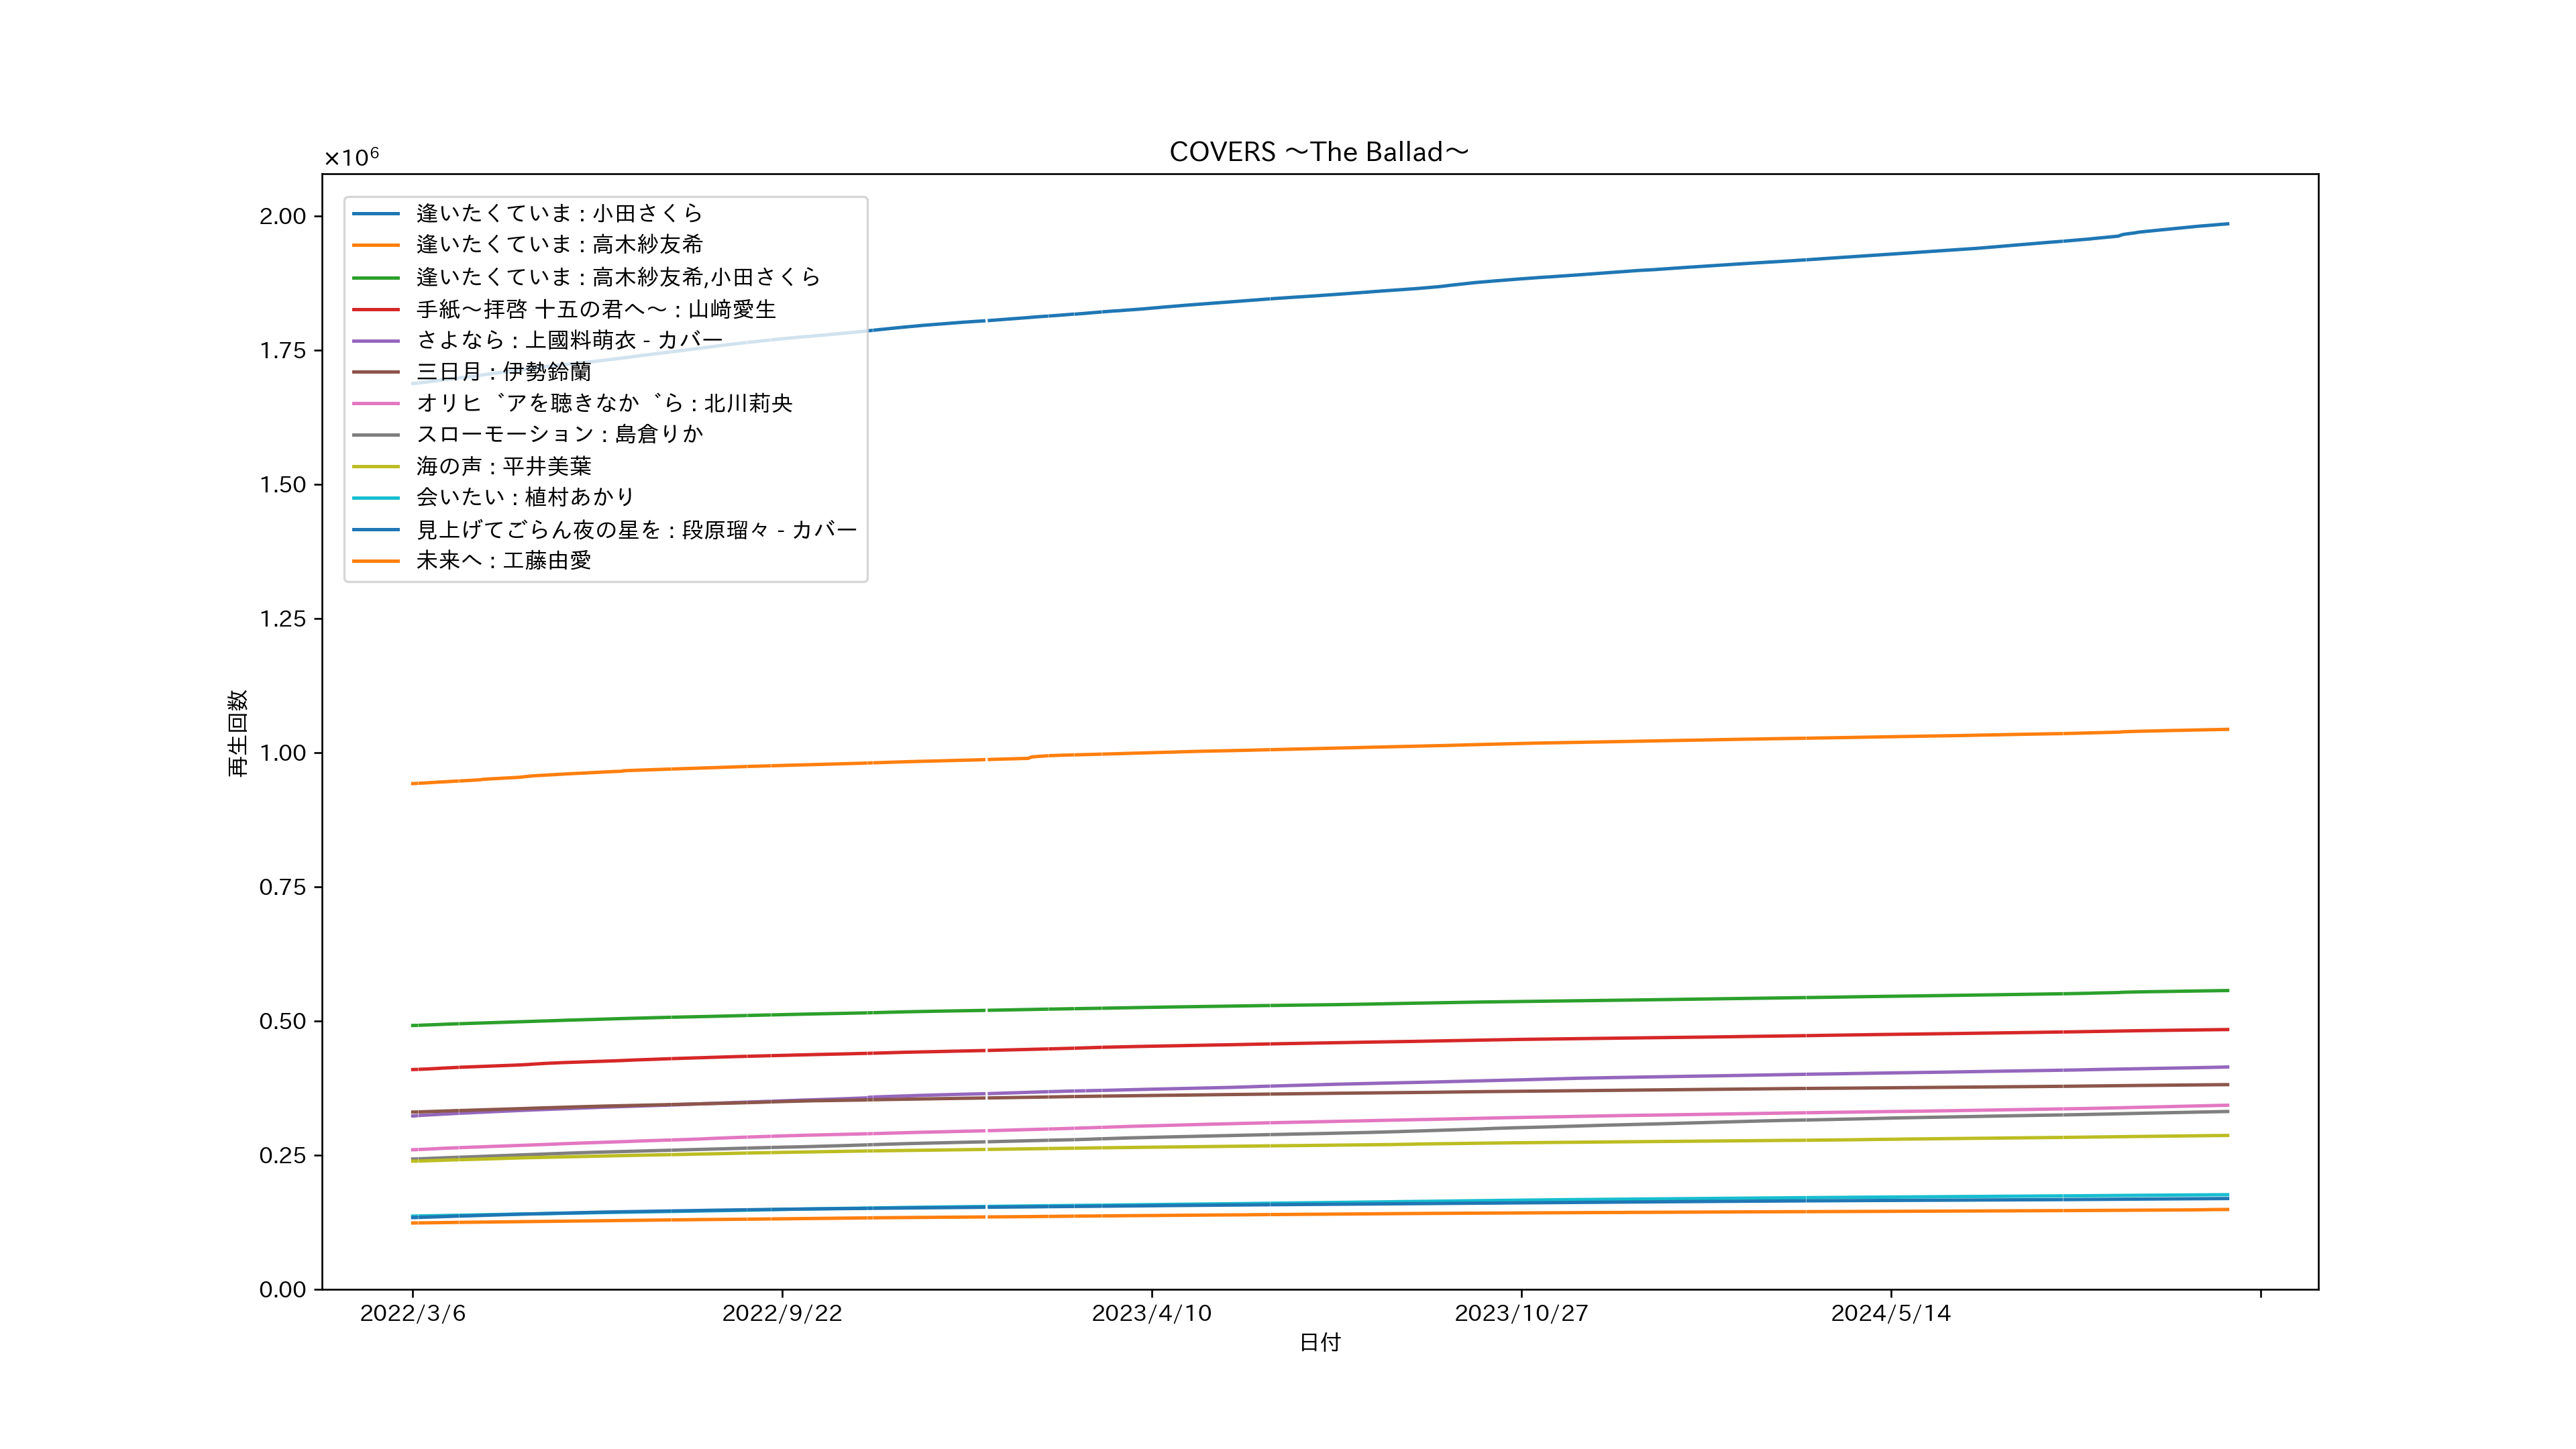 COVERS ～The Ballad～
×10⁶
2.00
1.75
1.50
1.25
1.00
0.75
0.50
0.25
0.00
再生回数
逢いたくていま : 小田さくら
逢いたくていま : 高木紗友希
逢いたくていま : 高木紗友希,小田さくら
手紙～拝啓 十五の君へ～ : 山﨑愛生
さよなら : 上國料萌衣 - カバー
三日月 : 伊勢鈴蘭
オリヒ゛アを聴きなか゛ら : 北川莉央
スローモーション : 島倉りか
海の声 : 平井美葉
会いたい : 植村あかり
見上げてごらん夜の星を : 段原瑠々 - カバー
未来へ : 工藤由愛
2022/3/6
2022/9/22
2023/4/10
2023/10/27
2024/5/14
日付